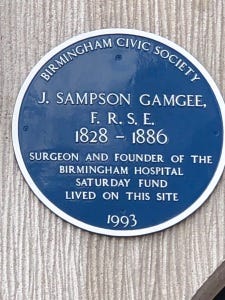 BIRMINGHAM CIVIC SOCIETY
J. SAMPSON GAMGEE,
F. R. S. E.
1828 - 1886
SURGEON AND FOUNDER OF THE
BIRMINGHAM HOSPITAL
SATURDAY FUND
LIVED ON THIS SITE
1993